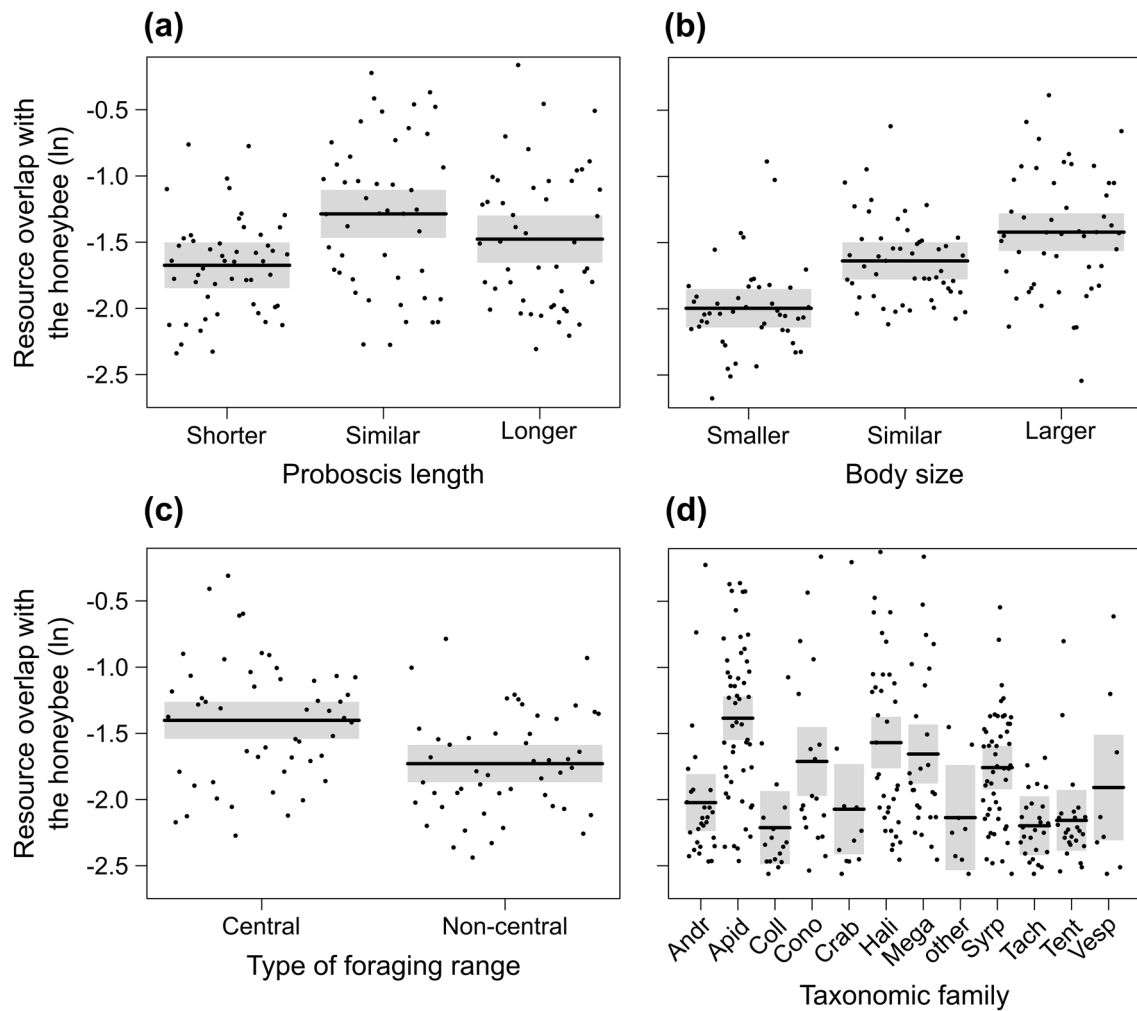 (a)
Resource overlap with
the honeybee (ln)
-0.5
-1.0
-1.5
-2.0
-2.5
Shorter Similar Longer
Proboscis length
(b)
Smaller Similar Larger
Body size
(c)
Resource overlap with
the honeybee (ln)
-0.5
-1.0
-1.5
-2.0
-2.5
Central Non-central
Type of foraging range
(d)
Andr Apid Coll Cono Crab Hali Mega other Syrp Tach Tent Vesp
Taxonomic family